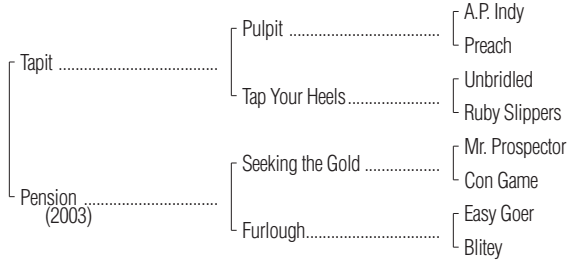 A.P. Indy
Pulpit ..................................
Preach
Tapit .....................................
Unbridled
Tap Your Heels.....................
Ruby Slippers
Mr. Prospector
Seeking the Gold .................
Con Game
Pension ...............................
(2003)
Easy Goer
Furlough..............................
Blitey